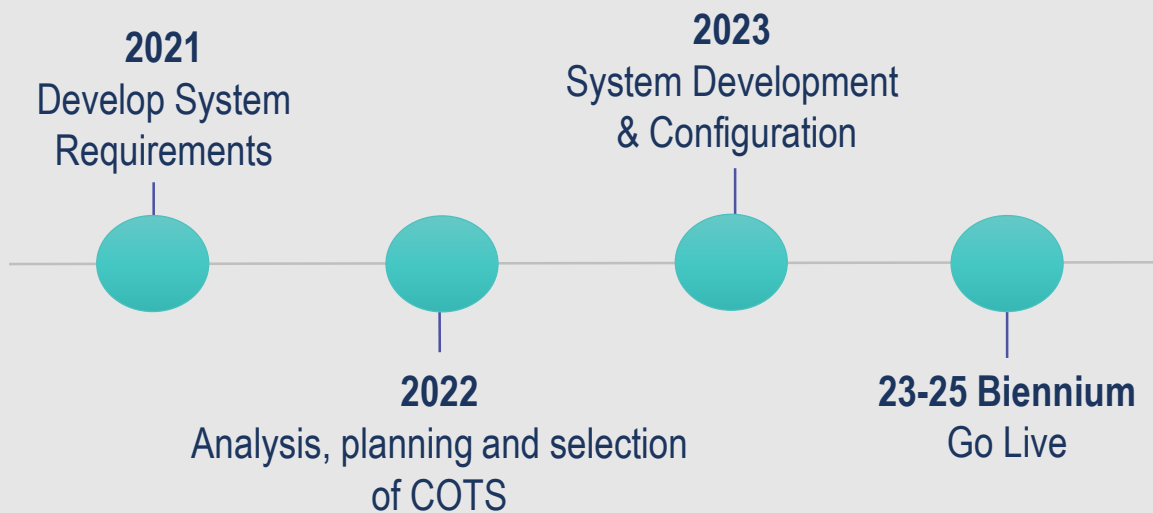 2021
Develop System
Requirements
2022
Analysis, planning and selection
of COTS
2023
System Development
& Configuration
23-25 Biennium
Go Live